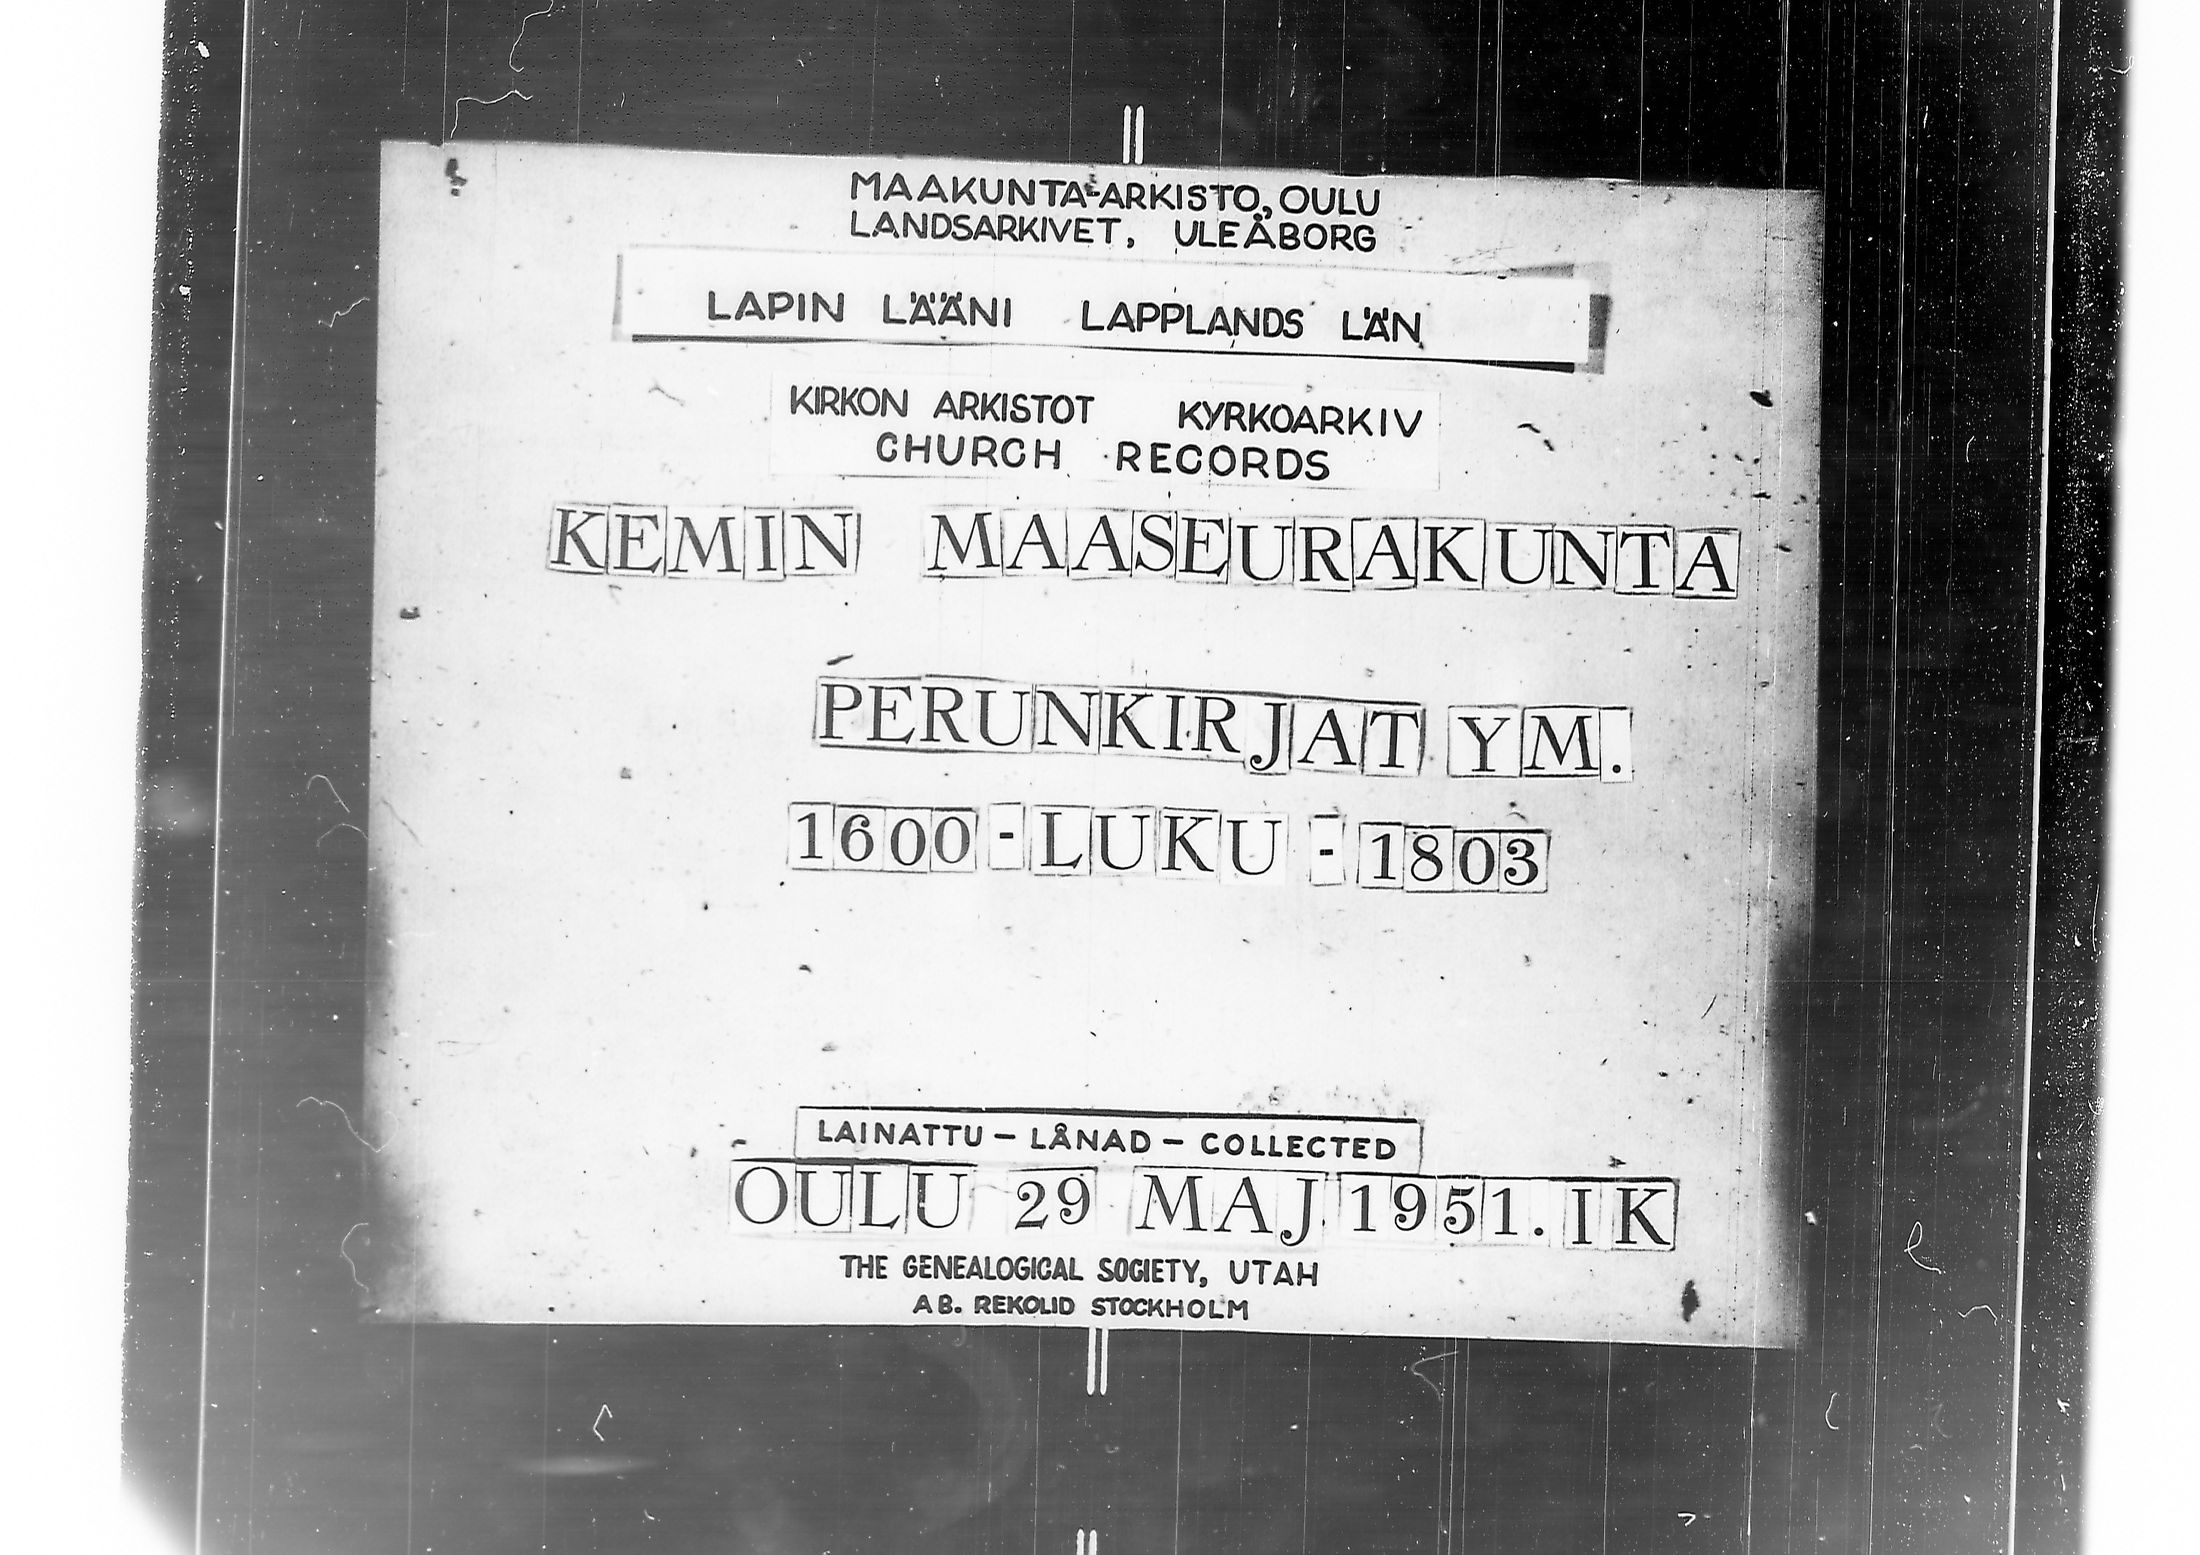 MAAKUNTA-ARKISTO, OULU
LANDSARKIVET, ULEÅBORG
LAPIN LÄÄNI LAPPLANDS LÄN
KIRKON ARKISTOT KYRKOARKIV
CHURCH RECORDS
KEMIN MAASEURAKUNTA
PERUNKIRJAT YM.
1600-LUKU - 1803
LAINATTU – LÅNAD – COLLECTED
OULU 29 MAJ 1951. IK
THE GENEALOGICAL SOCIETY, UTAH
AB. REKOLID STOCKHOLM